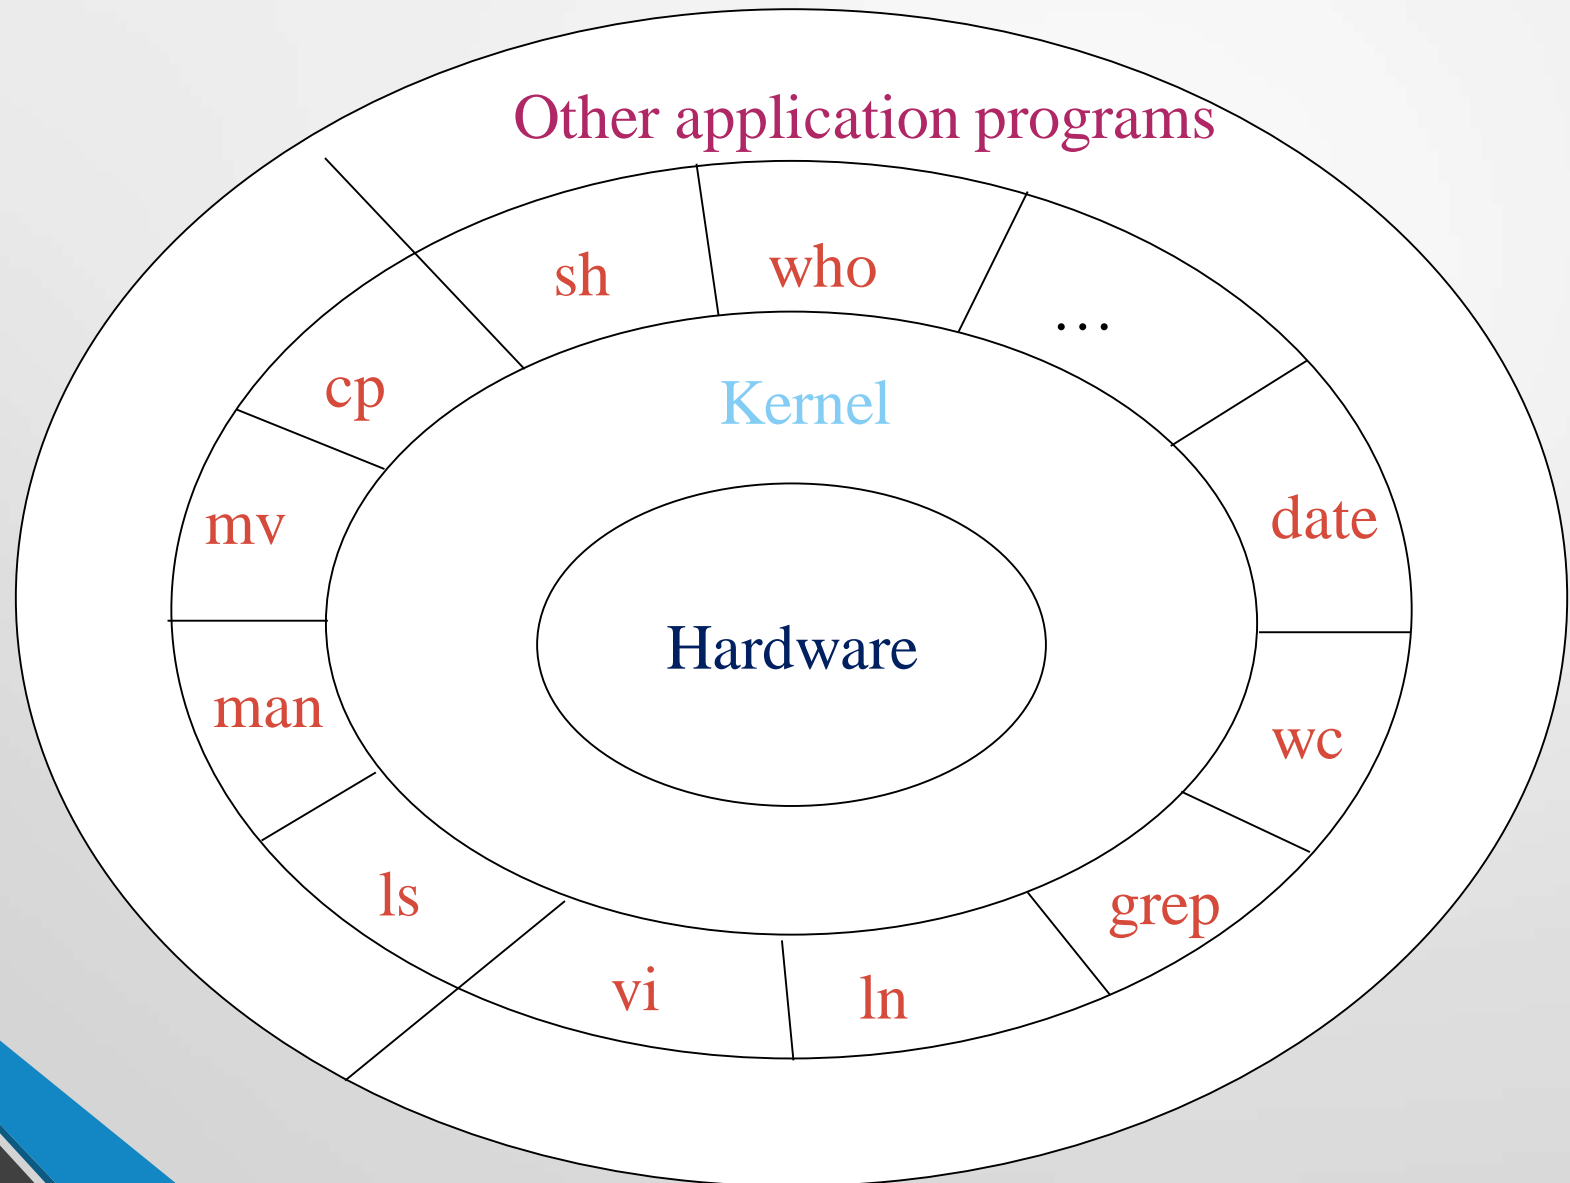 Other application programs
sh
who
…
cp
Kernel
mv
date
Hardware
man
wc
ls
grep
vi
ln